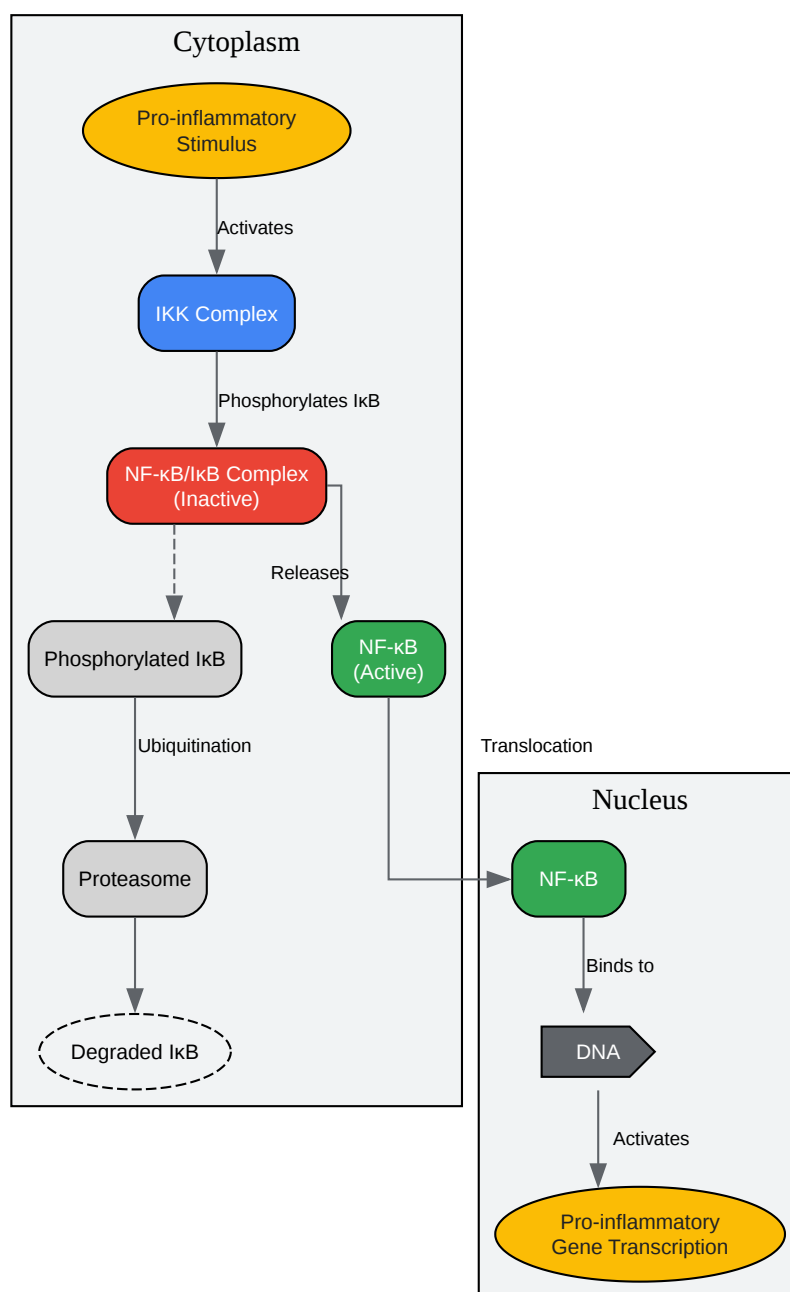 Cytoplasm
Pro-inflammatory
Stimulus
Activates
IKK Complex
Phosphorylates IκB
NF-κB/IκB Complex
(Inactive)
Releases
Phosphorylated IκB
NF-κB
(Active)
Ubiquitination
Translocation
Nucleus
Proteasome
NF-κB
Binds to
Degraded IκB
DNA
Activates
Pro-inflammatory
Gene Transcription